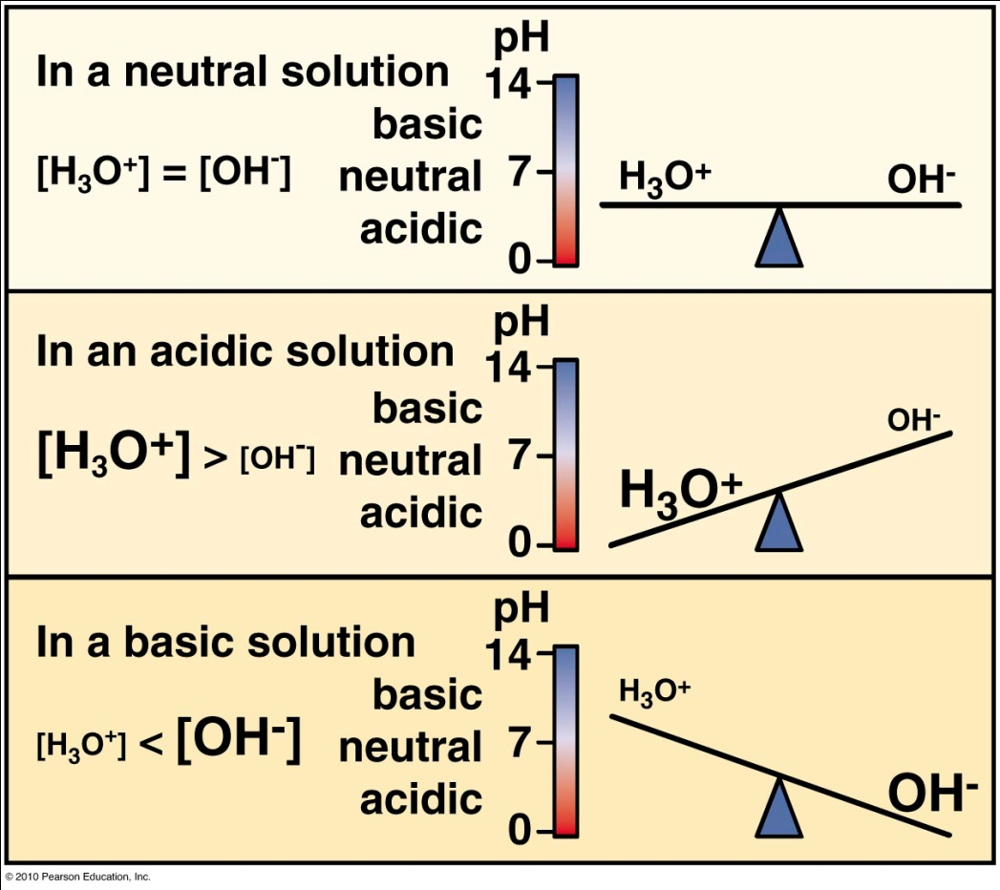 pH
In a neutral solution 14
basic
[H₃O⁺] = [OH⁻] neutral 7 H₃O⁺ OH⁻
acidic
0
pH
In an acidic solution 14
basic OH⁻
[H₃O⁺] > [OH⁻] neutral 7
H₃O⁺
acidic
0
pH
In a basic solution 14
basic H₃O⁺
[H₃O⁺] < [OH⁻] neutral 7
acidic OH⁻
0
© 2010 Pearson Education, Inc.